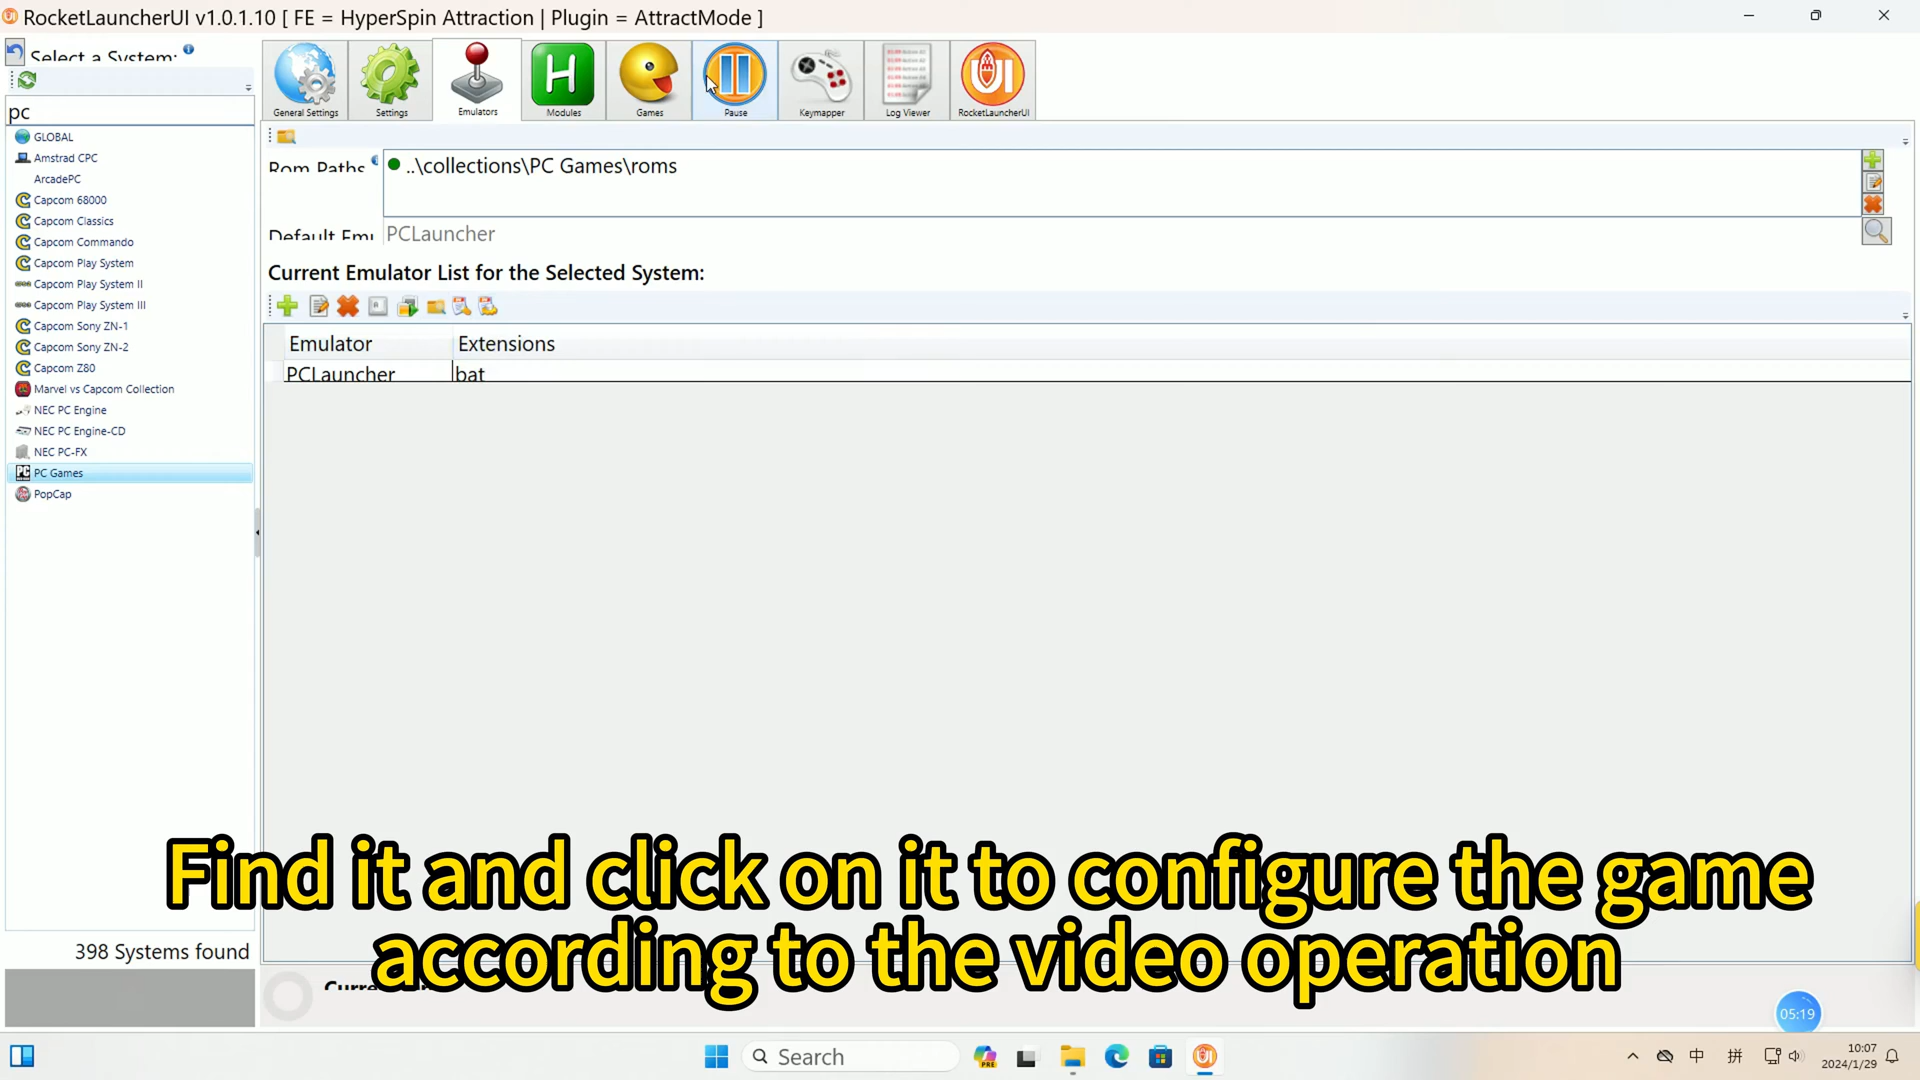 RocketLauncherUI v1.0.1.10 [ FE = HyperSpin Attraction | Plugin = AttractMode ]
Select a System:
General Settings
Settings
Emulators
Modules
Games
Pause
Keymapper
Log Viewer
RocketLauncherUI
pc
GLOBAL
Amstrad CPC
ArcadePC
Capcom 68000
Capcom Classics
Capcom Commando
Capcom Play System
Capcom Play System II
Capcom Play System III
Capcom Sony ZN-1
Capcom Sony ZN-2
Capcom Z80
Marvel vs Capcom Collection
NEC PC Engine
NEC PC Engine-CD
NEC PC-FX
PC Games
PopCap
398 Systems found
Rom Paths
..\collections\PC Games\roms
Default Emu
PCLauncher
Current Emulator List for the Selected System:
Emulator
Extensions
PCLauncher
bat
Find it and click on it to configure the game
according to the video operation
05:19
Search
中
拼
10:07
2024/1/29